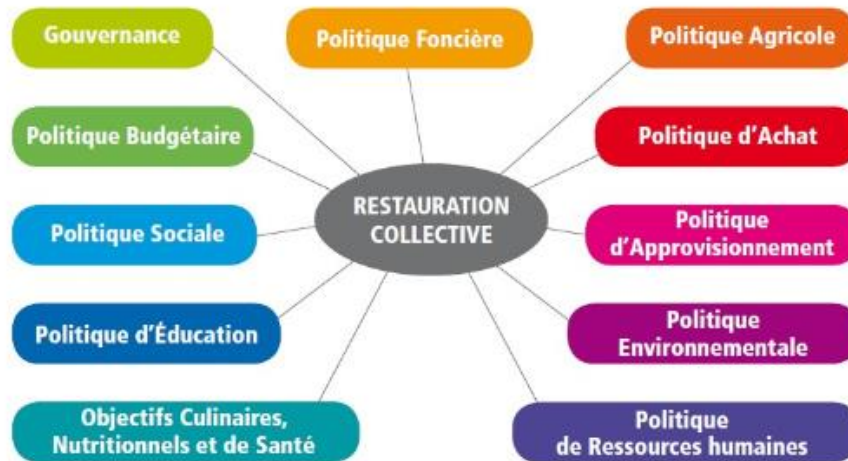 Gouvernance
Politique Foncière
Politique Agricole
Politique Budgétaire
Politique d'Achat
RESTAURATION
COLLECTIVE
Politique Sociale
Politique
d'Approvisionnement
Politique d'Éducation
Politique
Environnementale
Objectifs Culinaires,
Nutritionnels et de Santé
Politique
de Ressources humaines